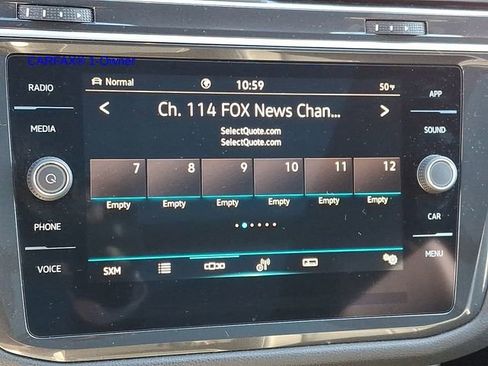 CARFAX® 1-Owner
RADIO
MEDIA
PHONE
VOICE
Normal
10:59
50°F
APP
SOUND
CAR
MENU
< Ch. 114 FOX News Chan... >
SelectQuote.com
SelectQuote.com
7 8 9 10 11 12
Empty Empty Empty Empty Empty Empty
SXM